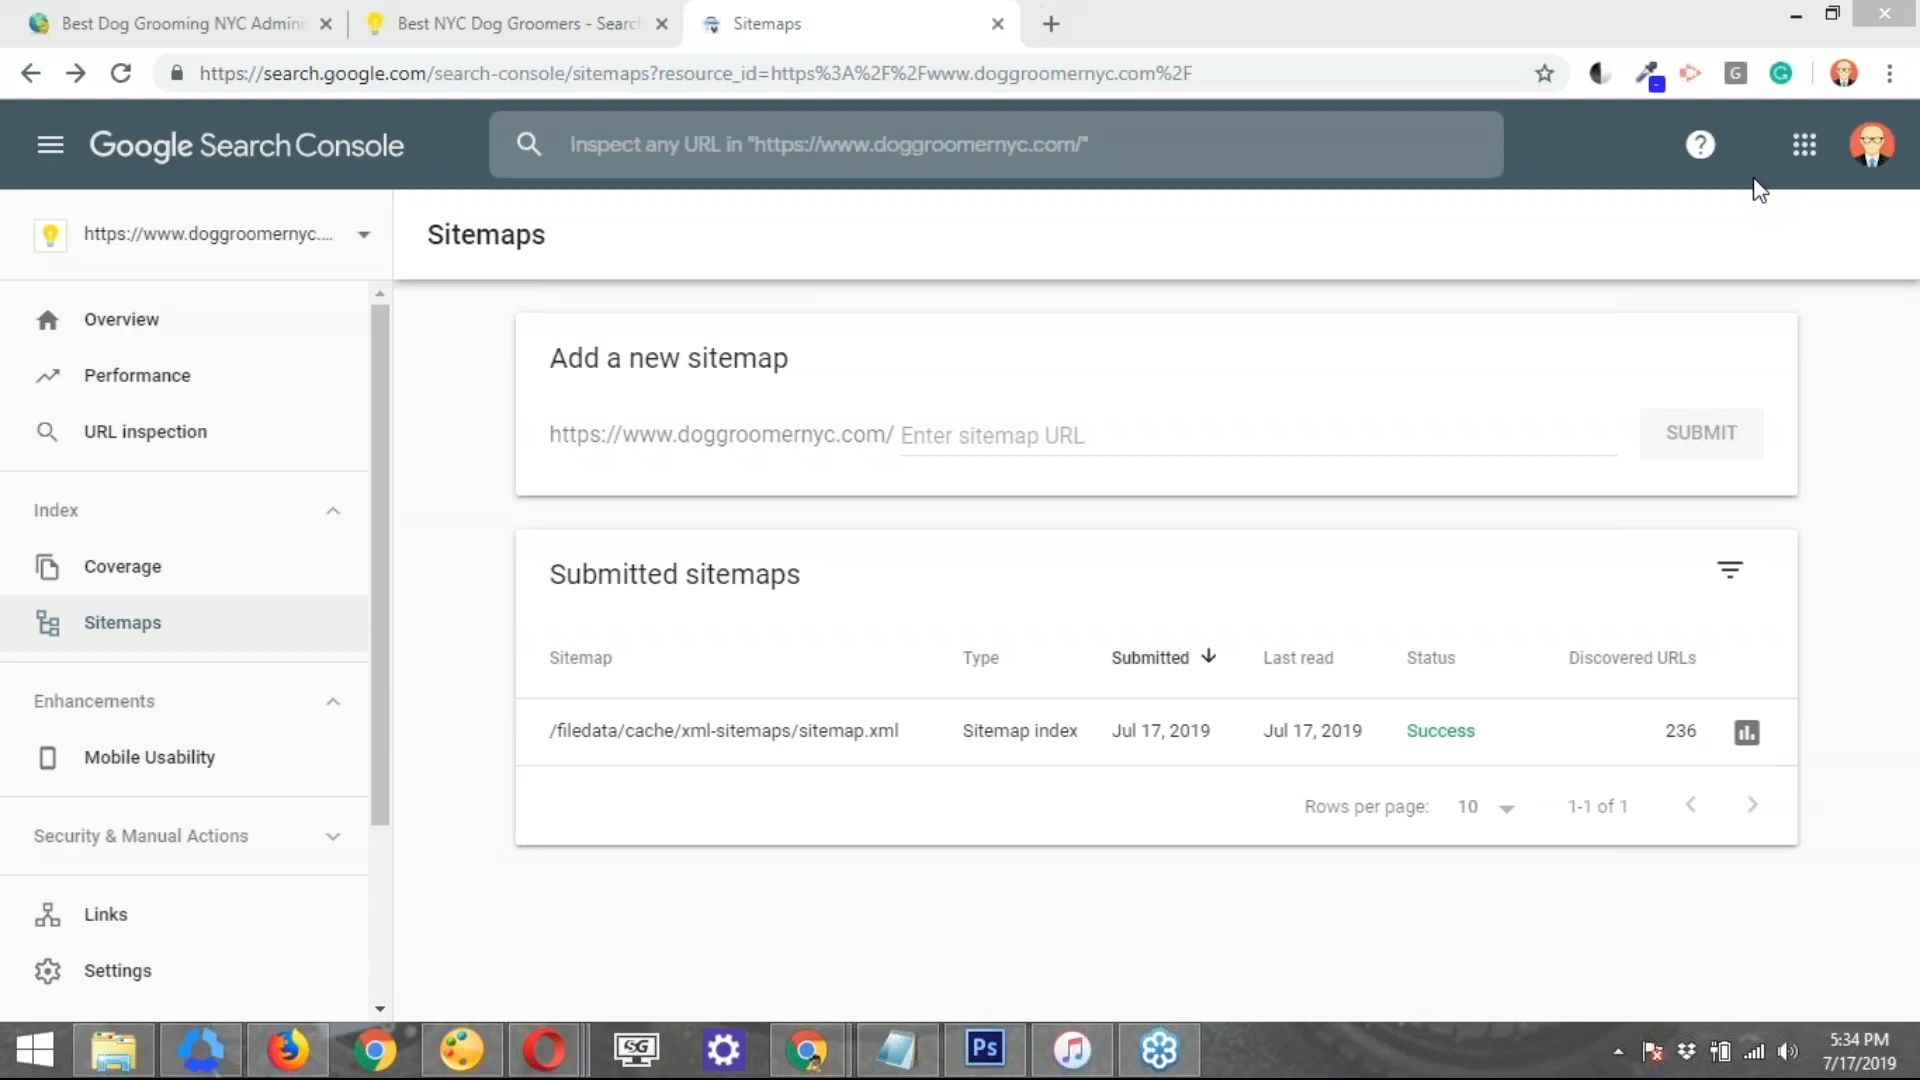 Best Dog Grooming NYC Adminis
Best NYC Dog Groomers - Search
Sitemaps
https://search.google.com/search-console/sitemaps?resource_id=https%3A%2F%2Fwww.doggroomernyc.com%2F
Google Search Console
Inspect any URL in "https://www.doggroomernyc.com/"
https://www.doggroomernyc....
Sitemaps
Overview
Performance
URL inspection
Index
Coverage
Sitemaps
Enhancements
Mobile Usability
Security & Manual Actions
Links
Settings
Add a new sitemap
https://www.doggroomernyc.com/ Enter sitemap URL
SUBMIT
Submitted sitemaps
Sitemap Type Submitted Last read Status Discovered URLs
/filedata/cache/xml-sitemaps/sitemap.xml Sitemap index Jul 17, 2019 Jul 17, 2019 Success 236
Rows per page: 10 1-1 of 1
SG
Ps
5:34 PM
7/17/2019